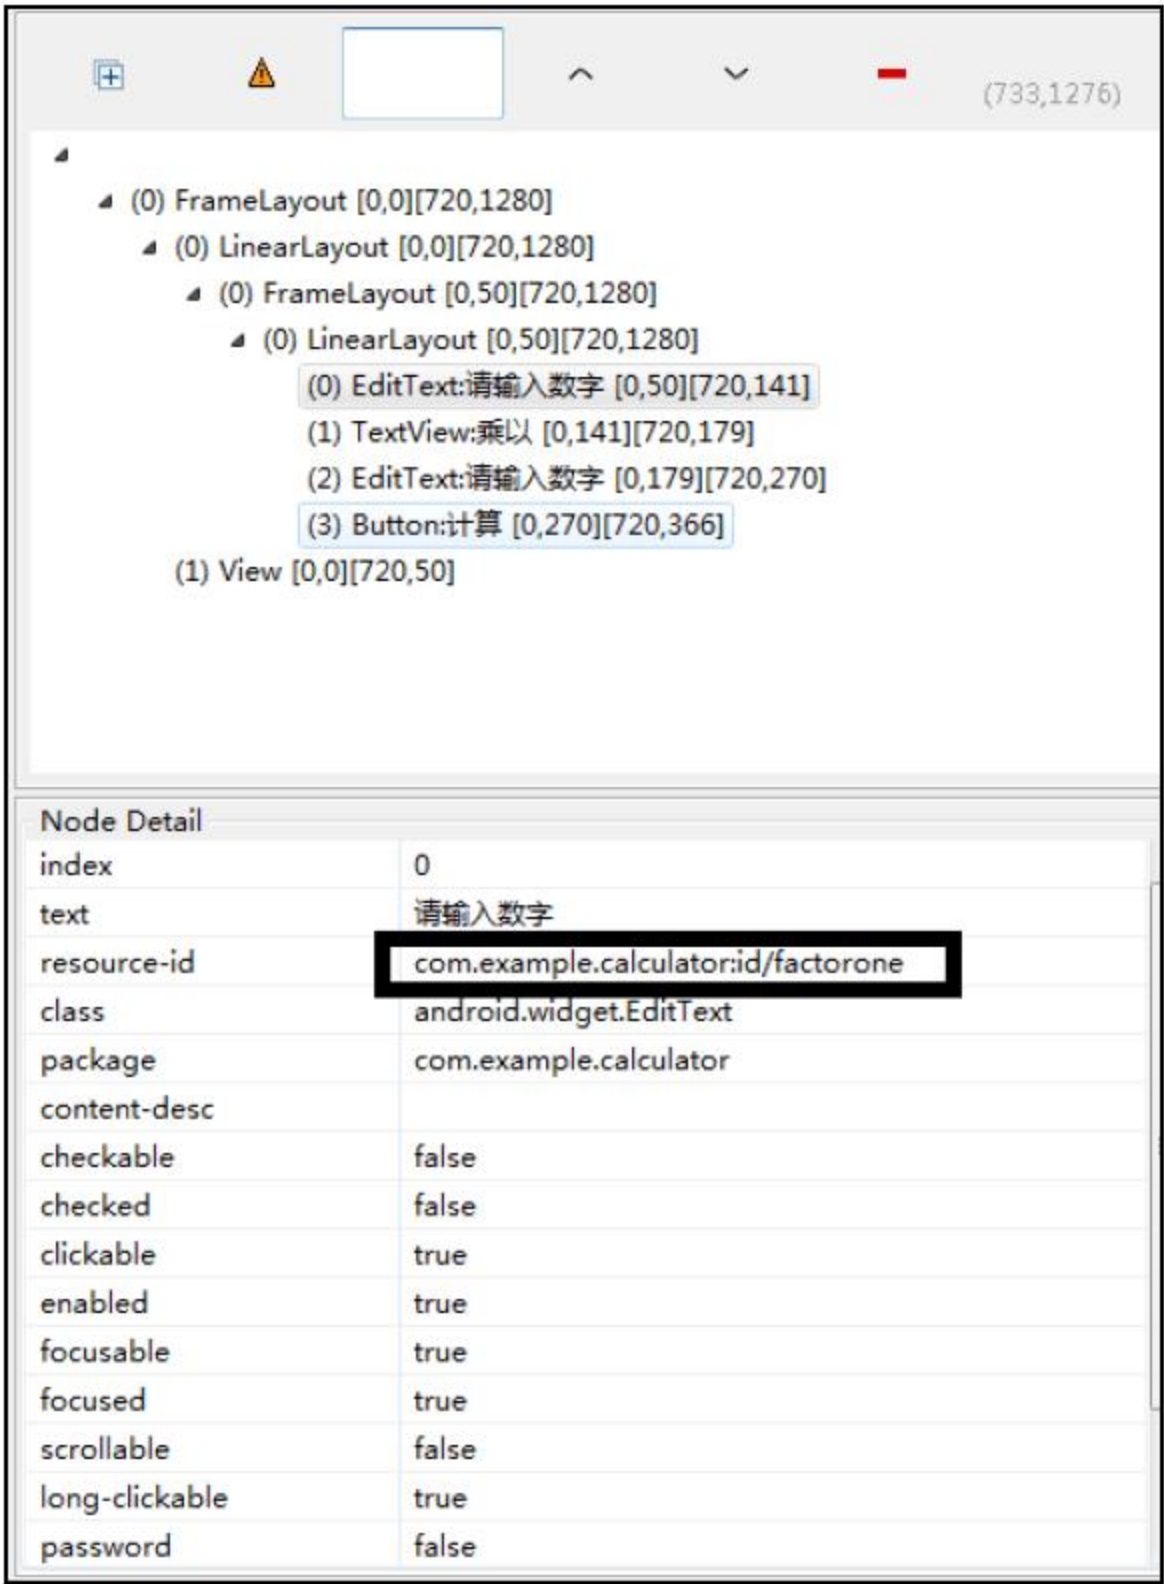 (733,1276)
(0) FrameLayout [0,0][720,1280]
(0) LinearLayout [0,0][720,1280]
(0) FrameLayout [0,50][720,1280]
(0) LinearLayout [0,50][720,1280]
(0) EditText:请输入数字 [0,50][720,141]
(1) TextView:乘以 [0,141][720,179]
(2) EditText:请输入数字 [0,179][720,270]
(3) Button:计算 [0,270][720,366]
(1) View [0,0][720,50]
Node Detail
index 0
text 请输入数字
resource-id com.example.calculator:id/factorone
class android.widget.EditText
package com.example.calculator
content-desc
checkable false
checked false
clickable true
enabled true
focusable true
focused true
scrollable false
long-clickable true
password false